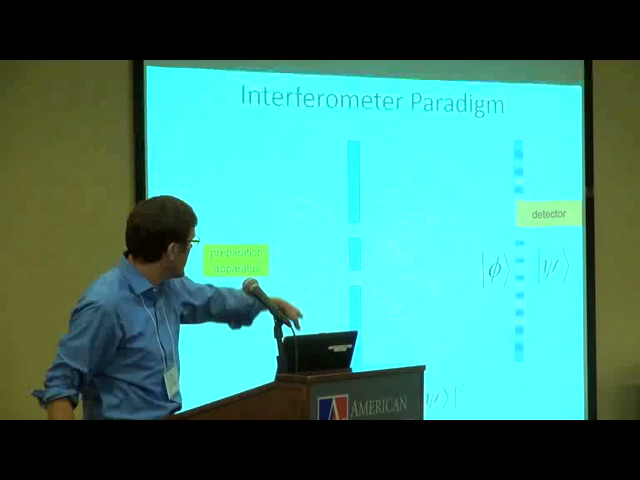 Interferometer Paradigm
detector
preparation
apparatus
|ϕ⟩ |ψ⟩
ψ⟩|
AMERICAN